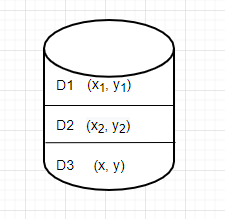 D1 (x₁, y₁)
D2 (x₂, y₂)
D3 (x, y)